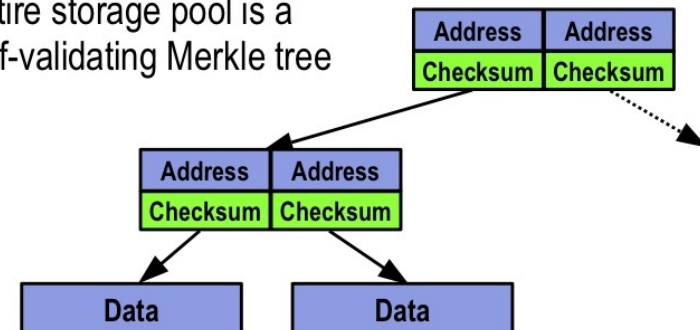 tire storage pool is a
f-validating Merkle tree
Address Address
Checksum Checksum
Address Address
Checksum Checksum
Data Data